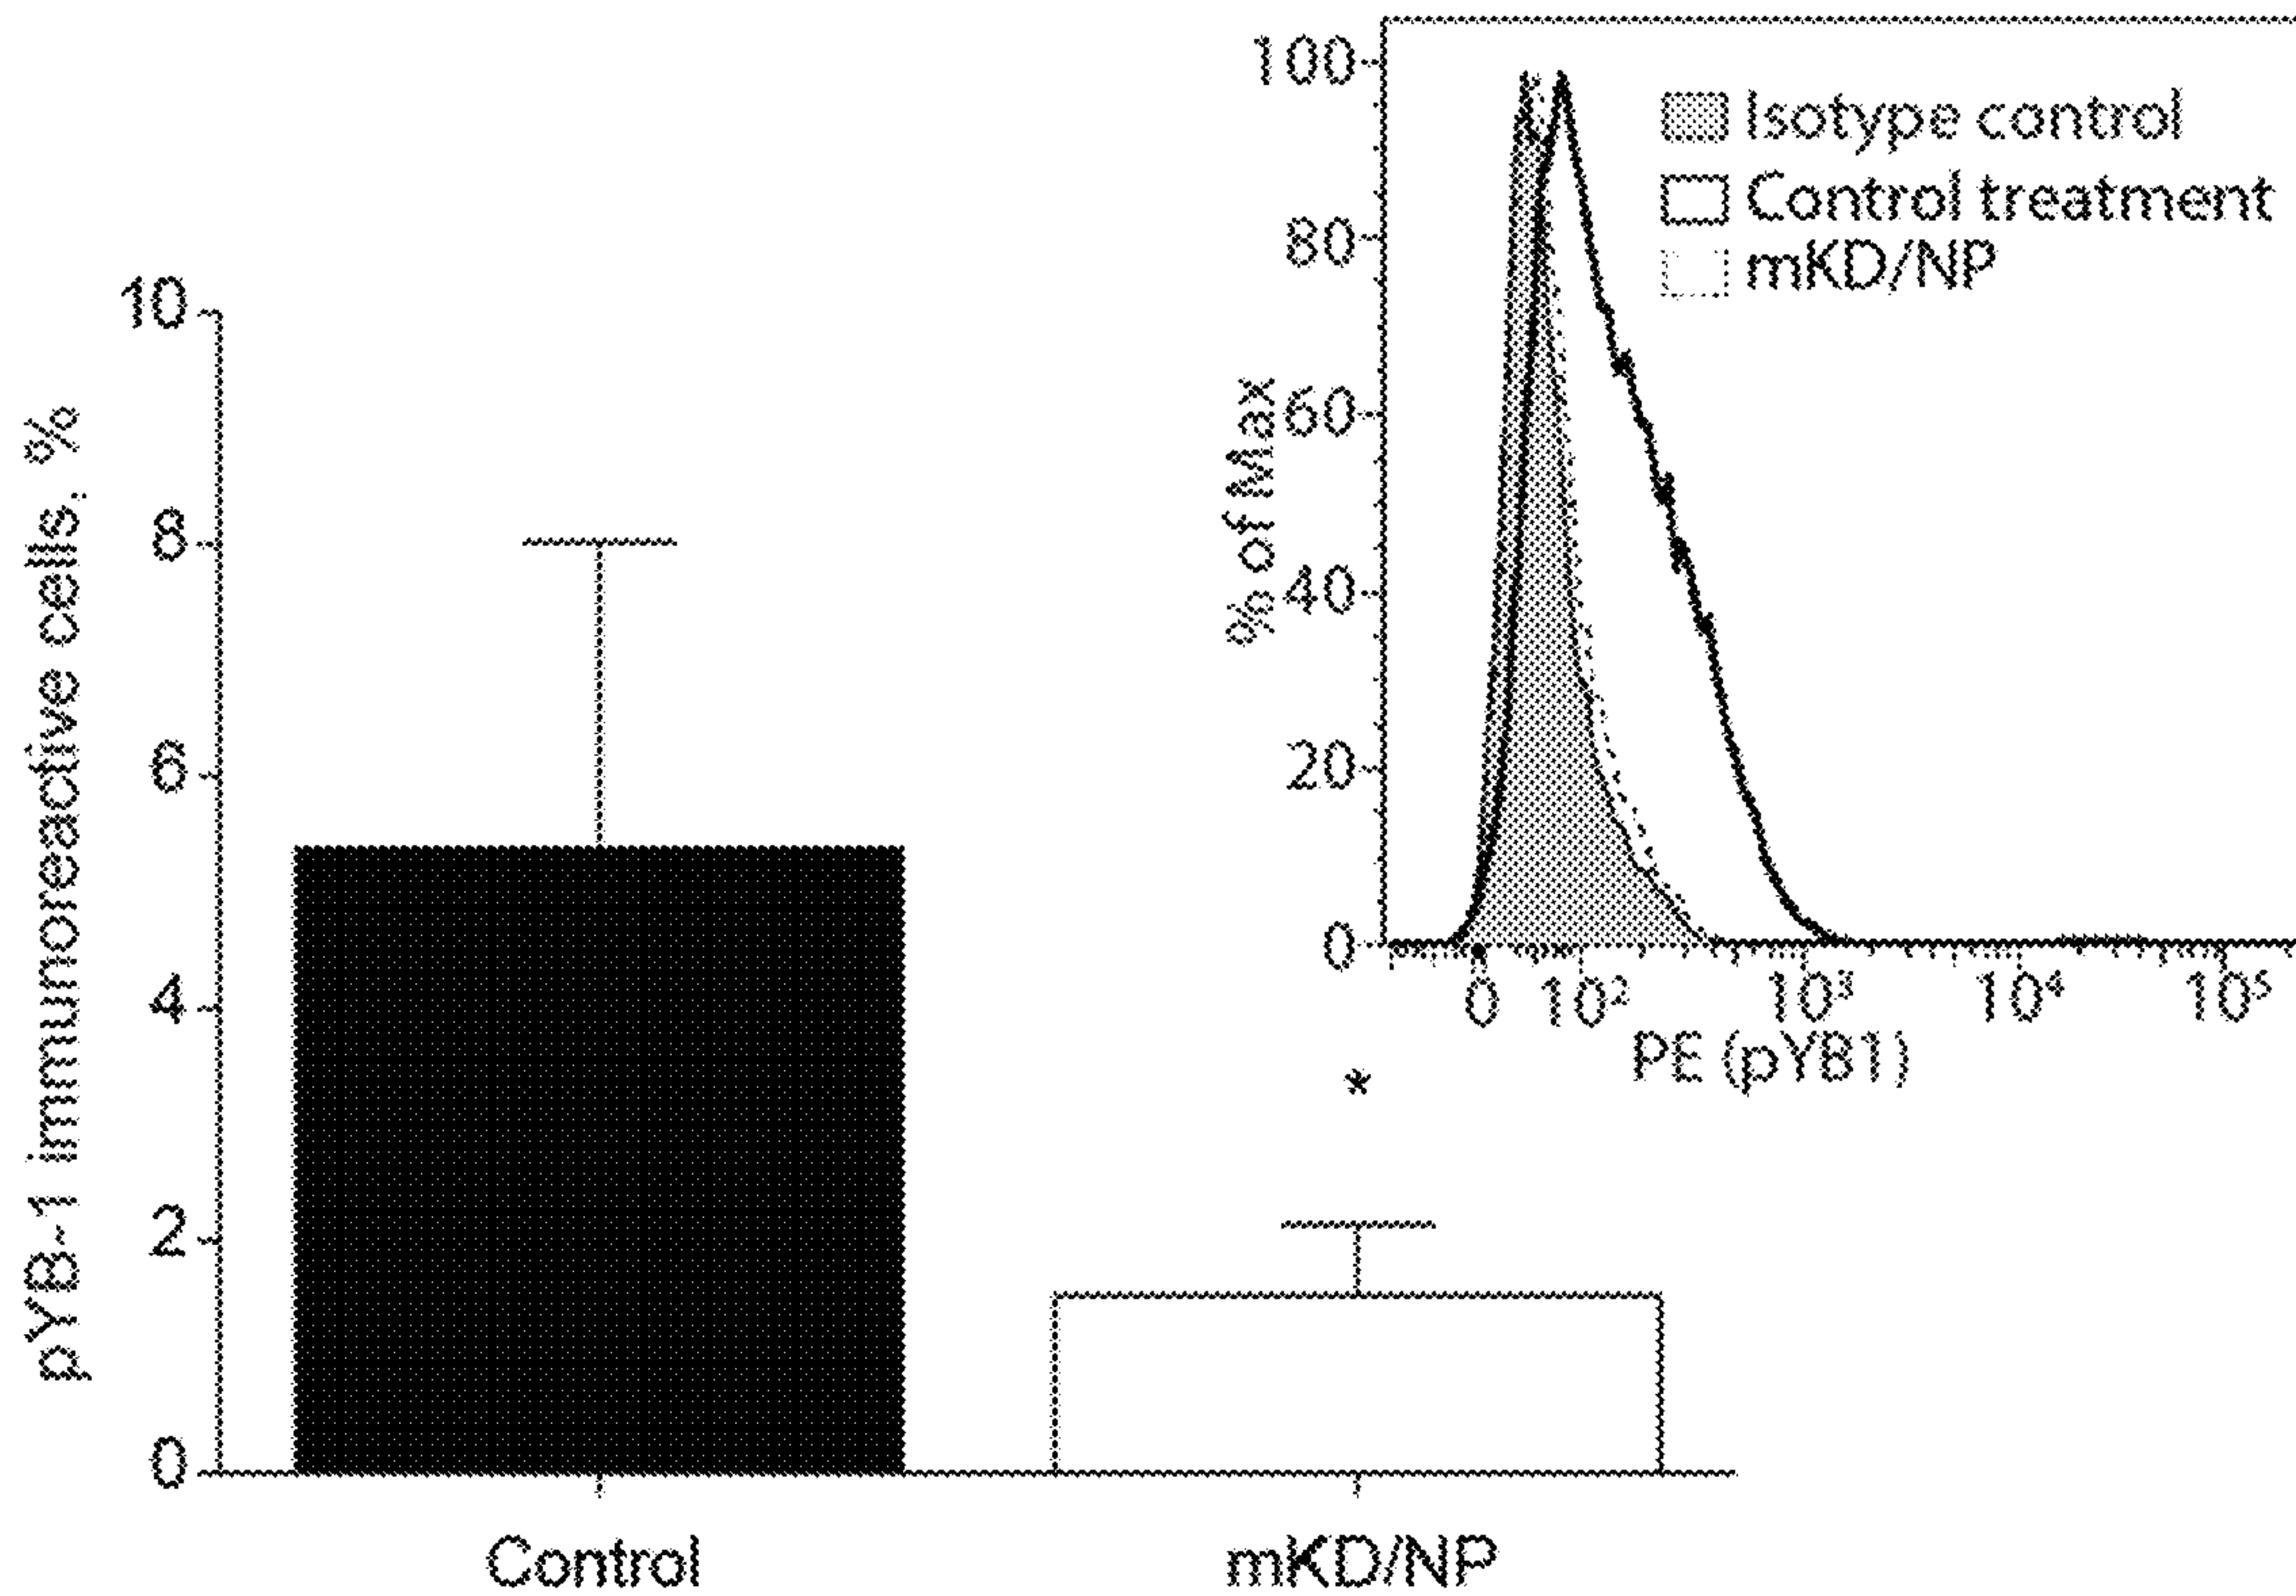 pYB-1 immunoreactive cells, %
10
8
6
4
2
0
Control
mKD/NP
*
% of Max
100
80
60
40
20
0
0 10² 10³ 10⁴ 10⁵
PE (pYB1)
Isotype control
Control treatment
mKD/NP